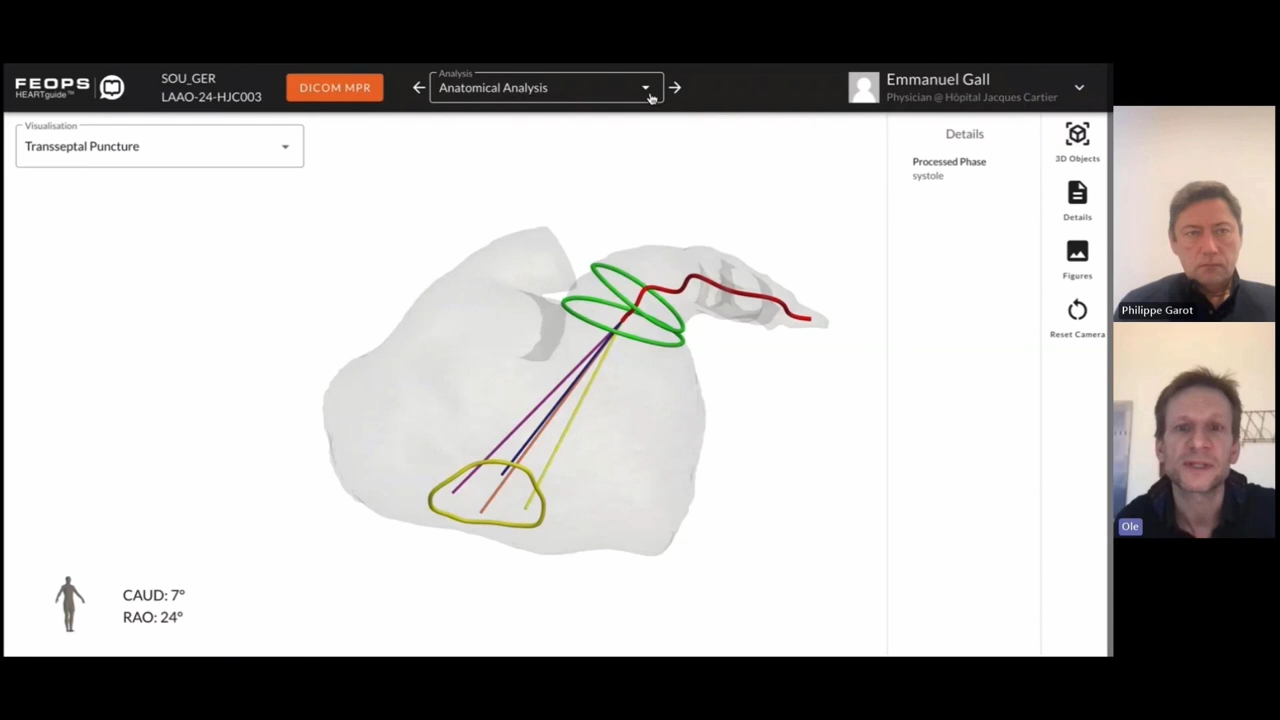 FEOPS
HEARTguide™
SOU_GER
LAAO-24-HJC003
DICOM MPR
Analysis
Anatomical Analysis
Emmanuel Gall
Physician @ Hôpital Jacques Cartier
Visualisation
Transseptal Puncture
Details
Processed Phase
systole
3D Objects
Details
Figures
Reset Camera
Philippe Garot
Ole
CAUD: 7°
RAO: 24°